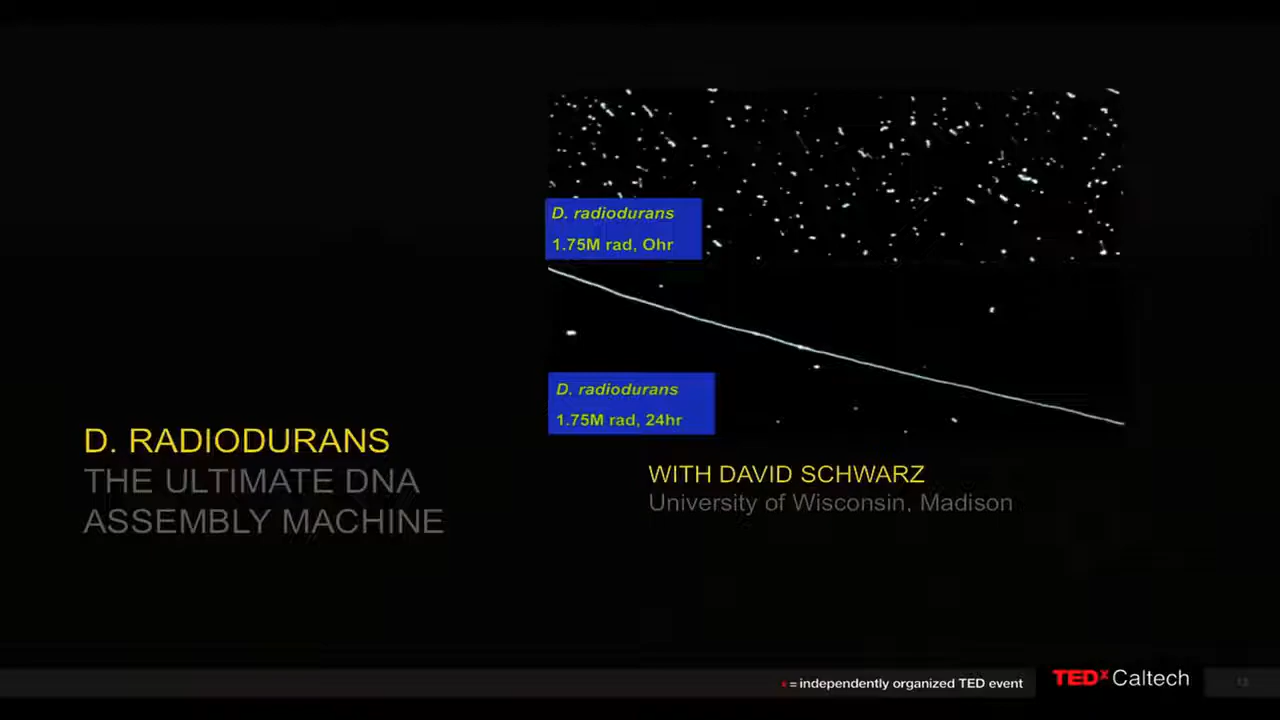 D. radiodurans
1.75M rad, Ohr
D. radiodurans
1.75M rad, 24hr
D. RADIODURANS
THE ULTIMATE DNA
ASSEMBLY MACHINE
WITH DAVID SCHWARZ
University of Wisconsin, Madison
x = independently organized TED event
TEDx Caltech